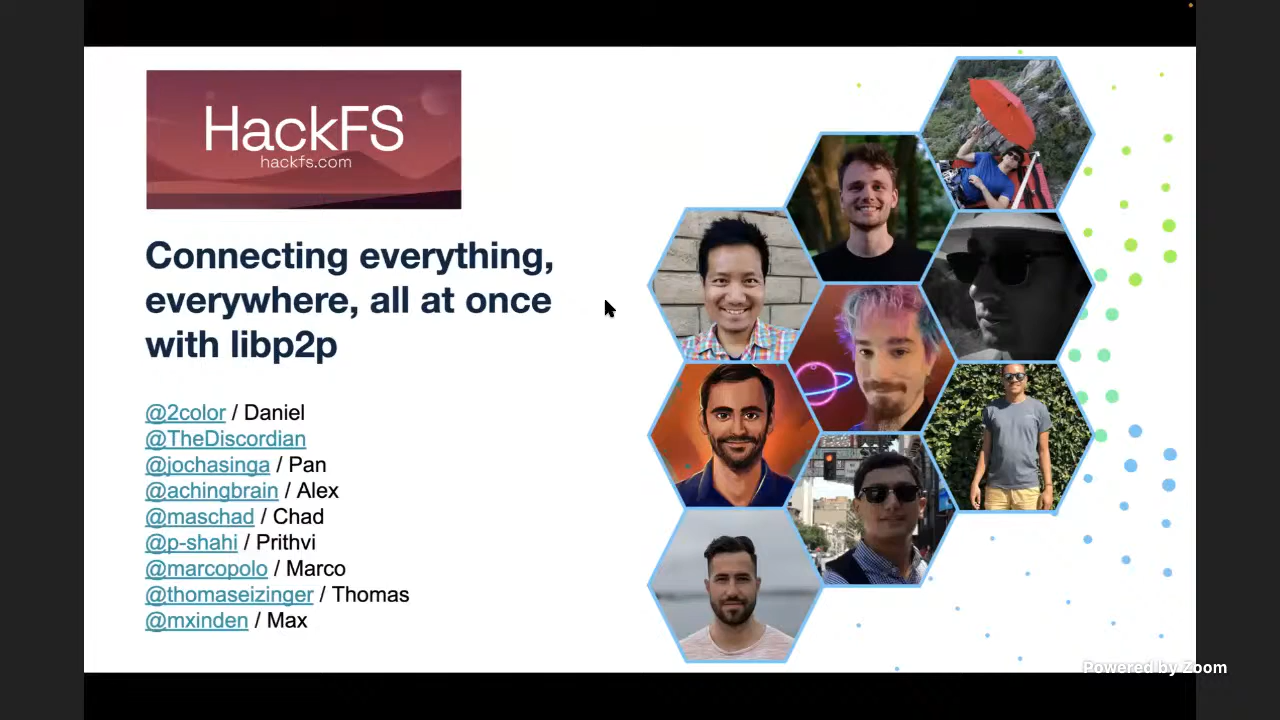 HackFS
hackfs.com
Connecting everything,
everywhere, all at once
with libp2p
@2color / Daniel
@TheDiscordian
@jochasinga / Pan
@achingbrain / Alex
@maschad / Chad
@p-shahi / Prithvi
@marcopolo / Marco
@thomaseizinger / Thomas
@mxinden / Max
Powered by Zoom